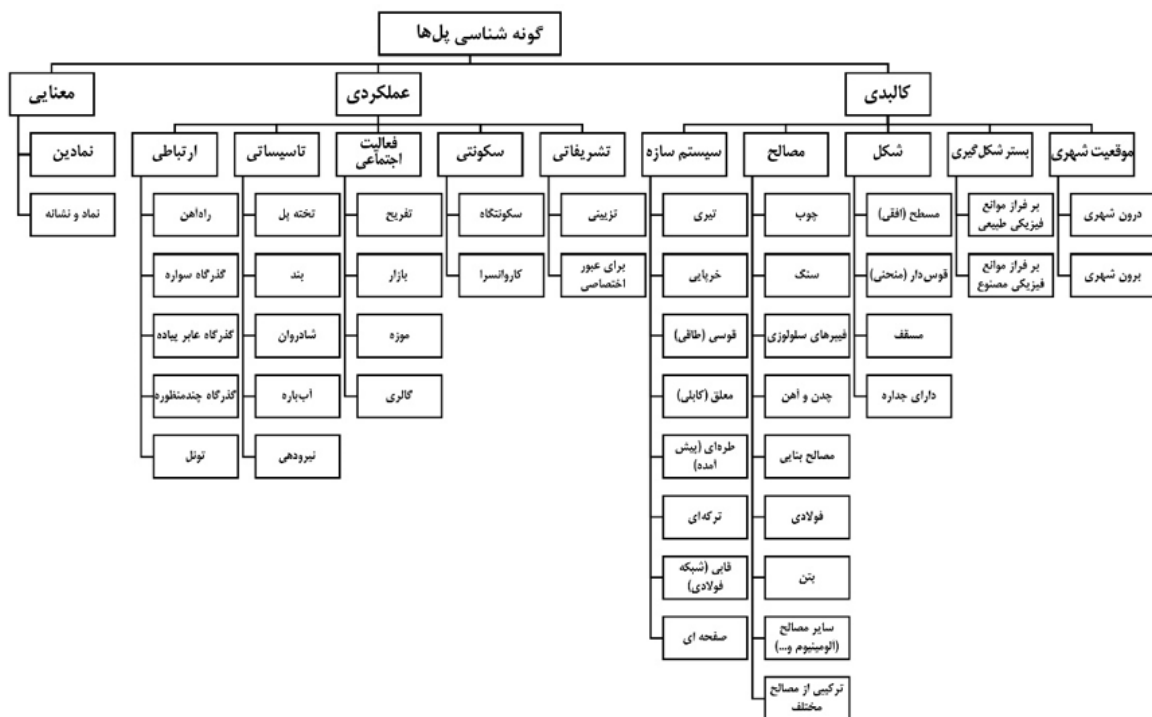 گونه شناسی پل‌ها
کالبدی
عملکردی
معنایی
موقعیت شهری
درون شهری
برون شهری
بستر شکل‌گیری
بر فراز موانع
فیزیکی طبیعی
بر فراز موانع
فیزیکی مصنوع
شکل
مسطح (افقی)
قوس‌دار (منحنی)
مسقف
دارای جداره
مصالح
چوب
سنگ
فیبرهای سلولوزی
چدن و آهن
مصالح بنایی
فولادی
بتن
سایر مصالح
(آلومینیوم و...)
ترکیبی از مصالح
مختلف
سیستم سازه
تیری
خرپایی
قوسی (طاقی)
معلق (کابلی)
طره‌ای (پیش
آمده)
ترکه‌ای
قابی (شبکه
فولادی)
صفحه ای
تشریفاتی
تزیینی
برای عبور
اختصاصی
سکونتی
سکونتگاه
کاروانسرا
فعالیت
اجتماعی
تفریح
بازار
موزه
گالری
تاسیساتی
تخته پل
بند
شادروان
آب‌باره
نیرودهی
ارتباطی
راه‌آهن
گذرگاه سواره
گذرگاه عابر پیاده
گذرگاه چندمنظوره
تونل
نمادین
نماد و نشانه